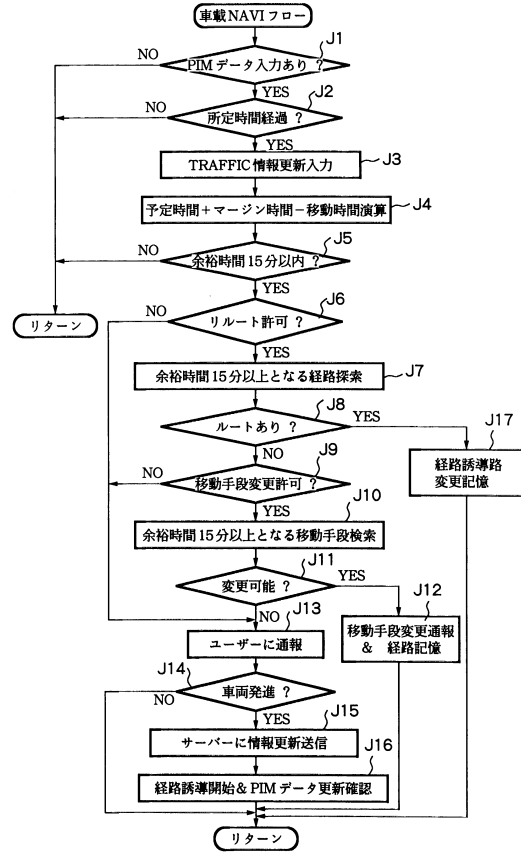 車載NAVIフロー
J1
PIMデータ入力あり ?
NO
YES
J2
所定時間経過 ?
NO
YES
J3
TRAFFIC情報更新入力
J4
予定時間+マージン時間−移動時間演算
J5
余裕時間15分以内 ?
NO
YES
J6
リルート許可 ?
NO
リターン
YES
余裕時間15分以上となる経路探索
J7
J8
ルートあり ?
YES
J17
NO
経路誘導路
変更記憶
J9
移動手段変更許可 ?
NO
YES
J10
余裕時間15分以上となる移動手段検索
J11
変更可能 ?
YES
NO
J13
J12
ユーザーに通報
移動手段変更通報
& 経路記憶
J14
車両発進 ?
NO
YES
J15
サーバーに情報更新送信
J16
経路誘導開始&PIMデータ更新確認
リターン